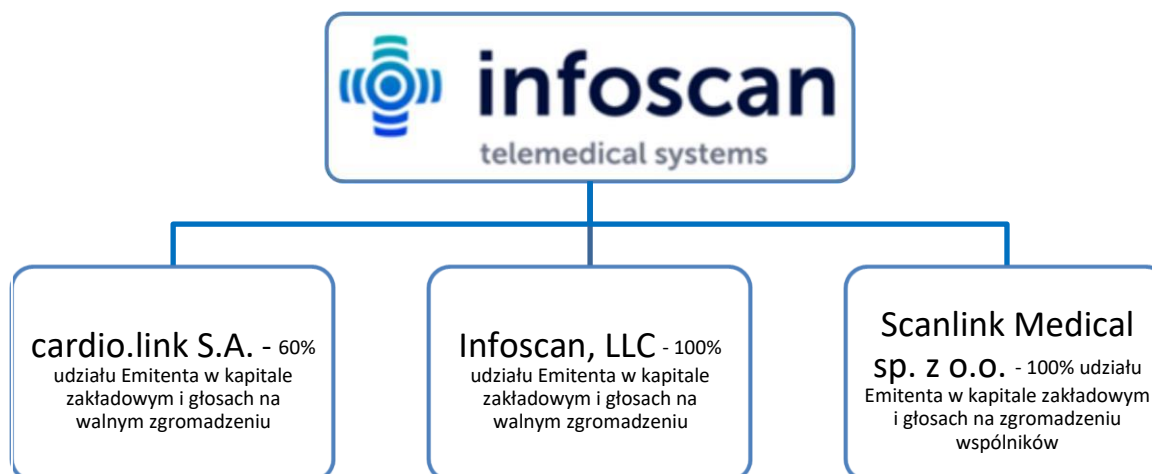 infoscan
telemedical systems
cardio.link S.A. - 60%
udziału Emitenta w kapitale
zakładowym i głosach na
walnym zgromadzeniu
Infoscan, LLC - 100%
udziału Emitenta w kapitale
zakładowym i głosach na
walnym zgromadzeniu
Scanlink Medical
sp. z o.o. - 100% udziału
Emitenta w kapitale zakładowym
i głosach na zgromadzeniu
wspólników